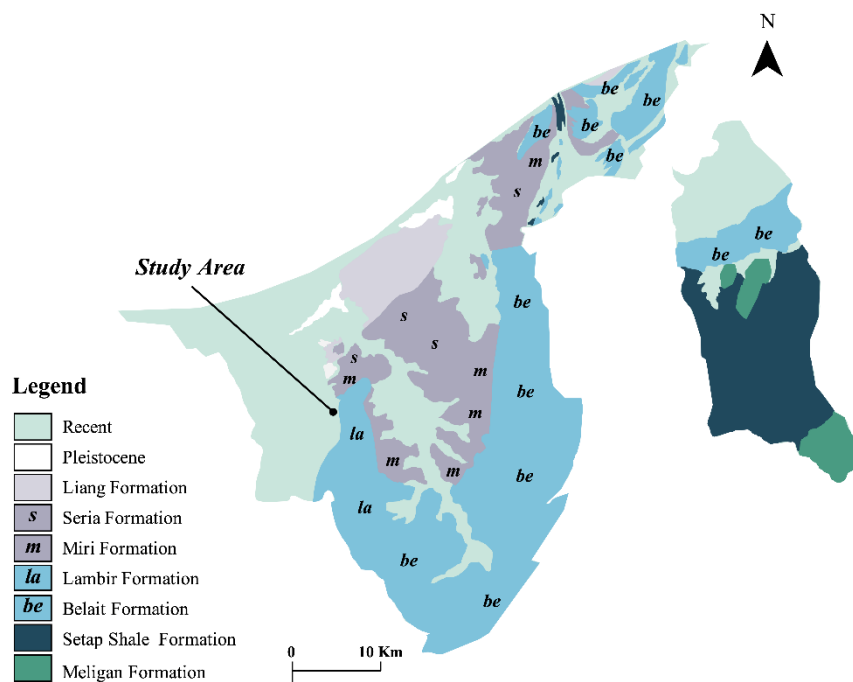 N
be
be
be
be
be
m
s
Study Area
be
be
s
be
s
s
m
m
be
m
la
m
m
be
la
be
be
Legend
Recent
Pleistocene
Liang Formation
s Seria Formation
m Miri Formation
la Lambir Formation
be Belait Formation
Setap Shale Formation
Meligan Formation
0 10 Km